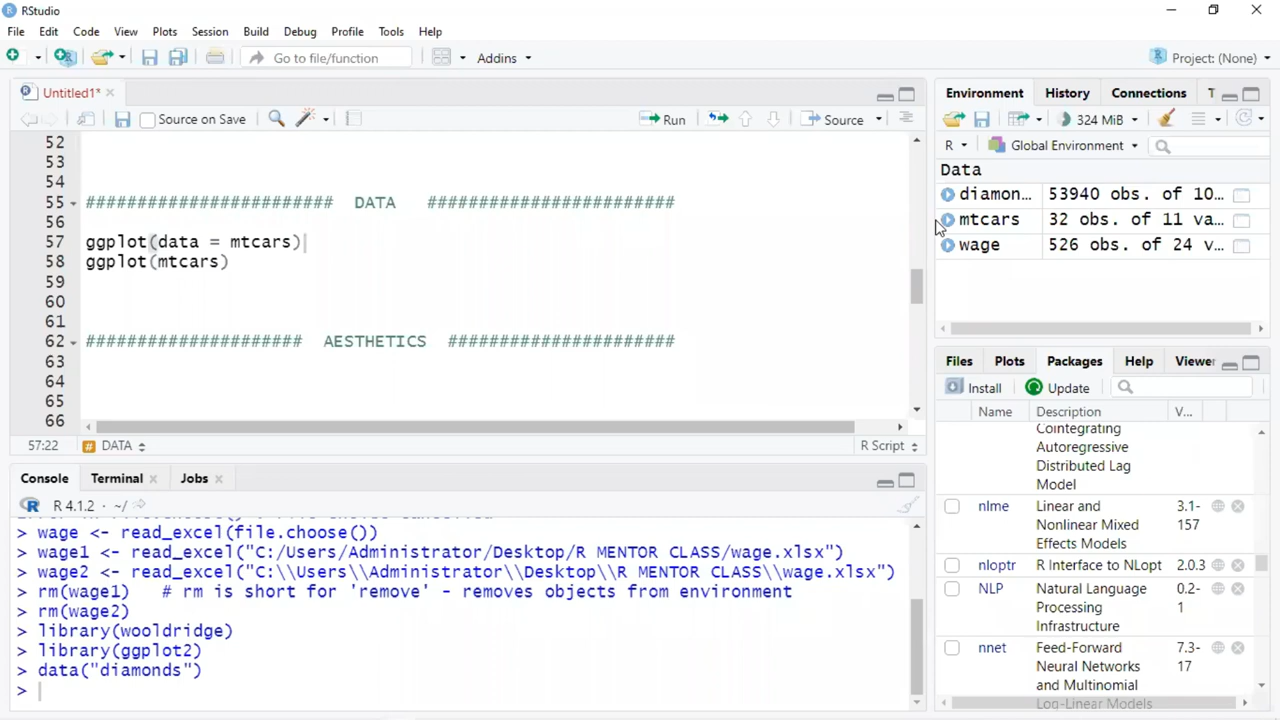 RStudio
File Edit Code View Plots Session Build Debug Profile Tools Help
Go to file/function Addins Project: (None)
Untitled1*
Source on Save Run Source
52
53
54
55 ######################## DATA ########################
56
57 ggplot(data = mtcars)
58 ggplot(mtcars)
59
60
61
62 ##################### AESTHETICS ######################
63
64
65
66
57:22 # DATA R Script
Console Terminal Jobs
R 4.1.2 · ~/
> wage <- read_excel(file.choose())
> wage1 <- read_excel("C:/Users/Administrator/Desktop/R MENTOR CLASS/wage.xlsx")
> wage2 <- read_excel("C:\\Users\\Administrator\\Desktop\\R MENTOR CLASS\\wage.xlsx")
> rm(wage1)   # rm is short for 'remove' - removes objects from environment
> rm(wage2)
> library(wooldridge)
> library(ggplot2)
> data("diamonds")
>
Environment History Connections T
324 MiB
R Global Environment
Data
diamon... 53940 obs. of 10...
mtcars 32 obs. of 11 va...
wage 526 obs. of 24 v...
Files Plots Packages Help Viewer
Install Update
Name Description V...
Cointegrating
Autoregressive
Distributed Lag
Model
nlme Linear and 3.1-
Nonlinear Mixed 157
Effects Models
nloptr R Interface to NLopt 2.0.3
NLP Natural Language 0.2-
Processing 1
Infrastructure
nnet Feed-Forward 7.3-
Neural Networks 17
and Multinomial
Log-Linear Models